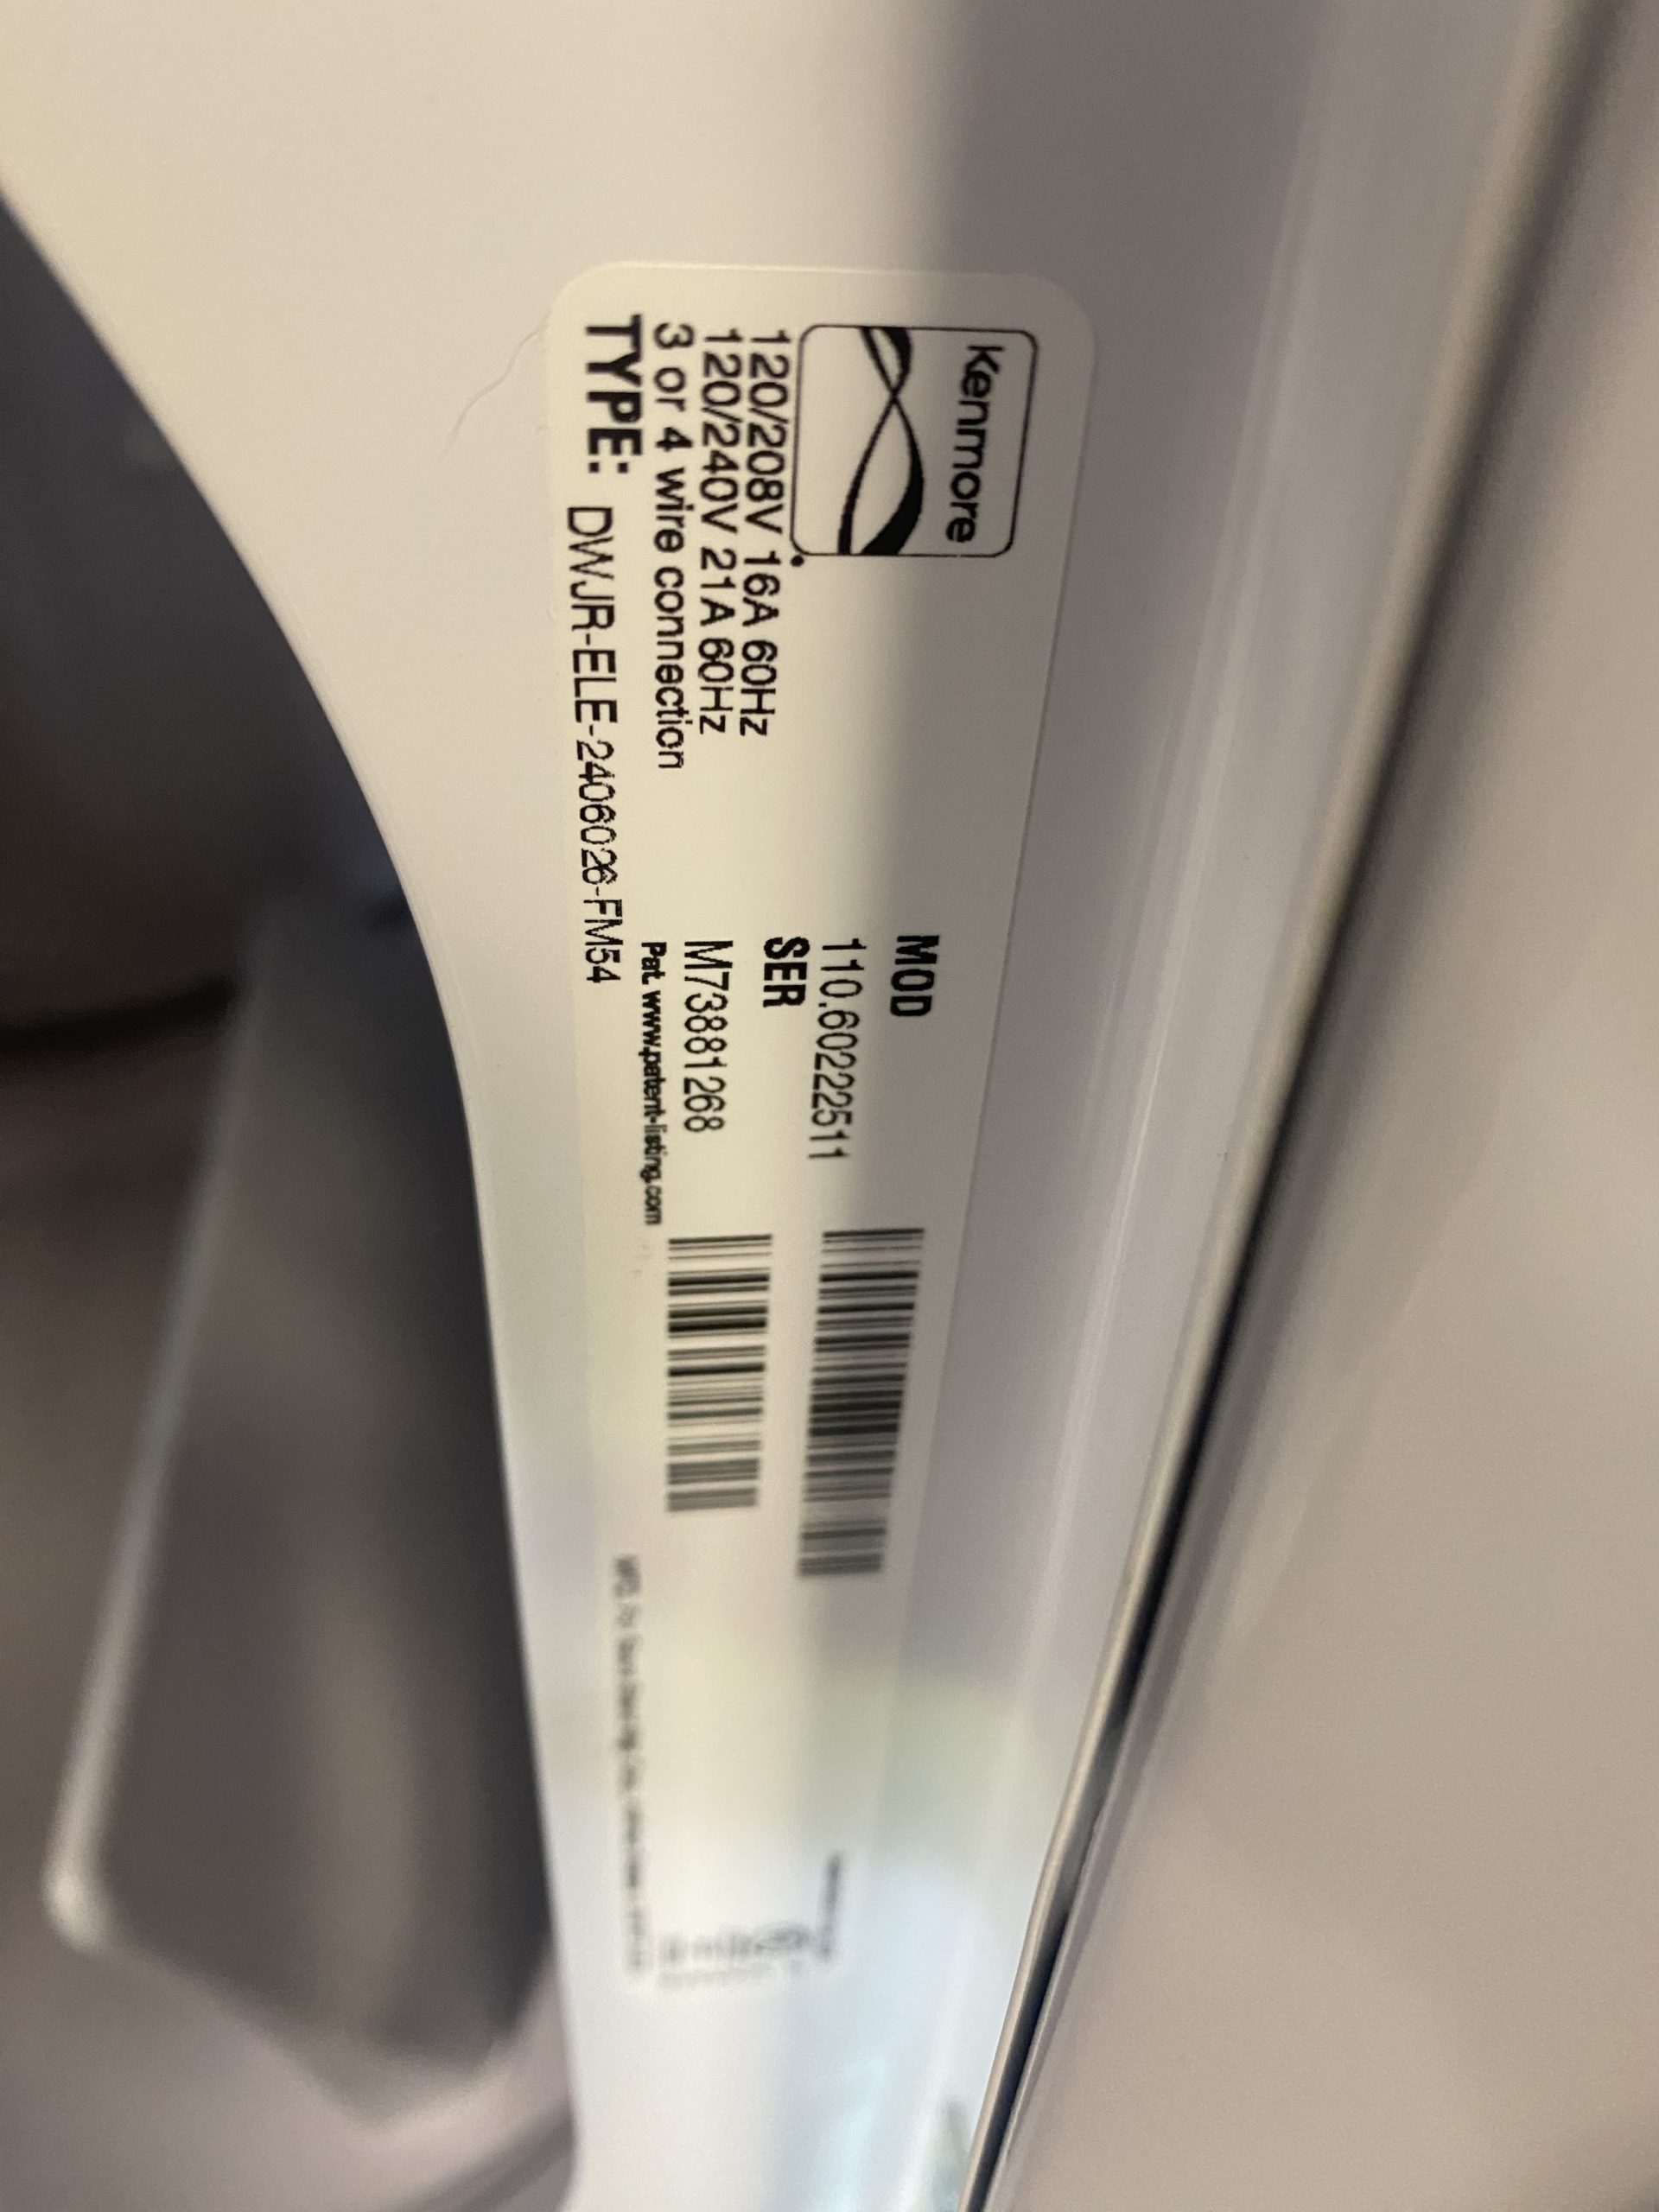 Kenmore
120/208V 16A 60Hz
120/240V 21A 60Hz
3 or 4 wire connection
TYPE: DWJR-ELE-2406026-FM54
MOD
110.60222511
SER
M73881268
Pat. www.patent-listing.com